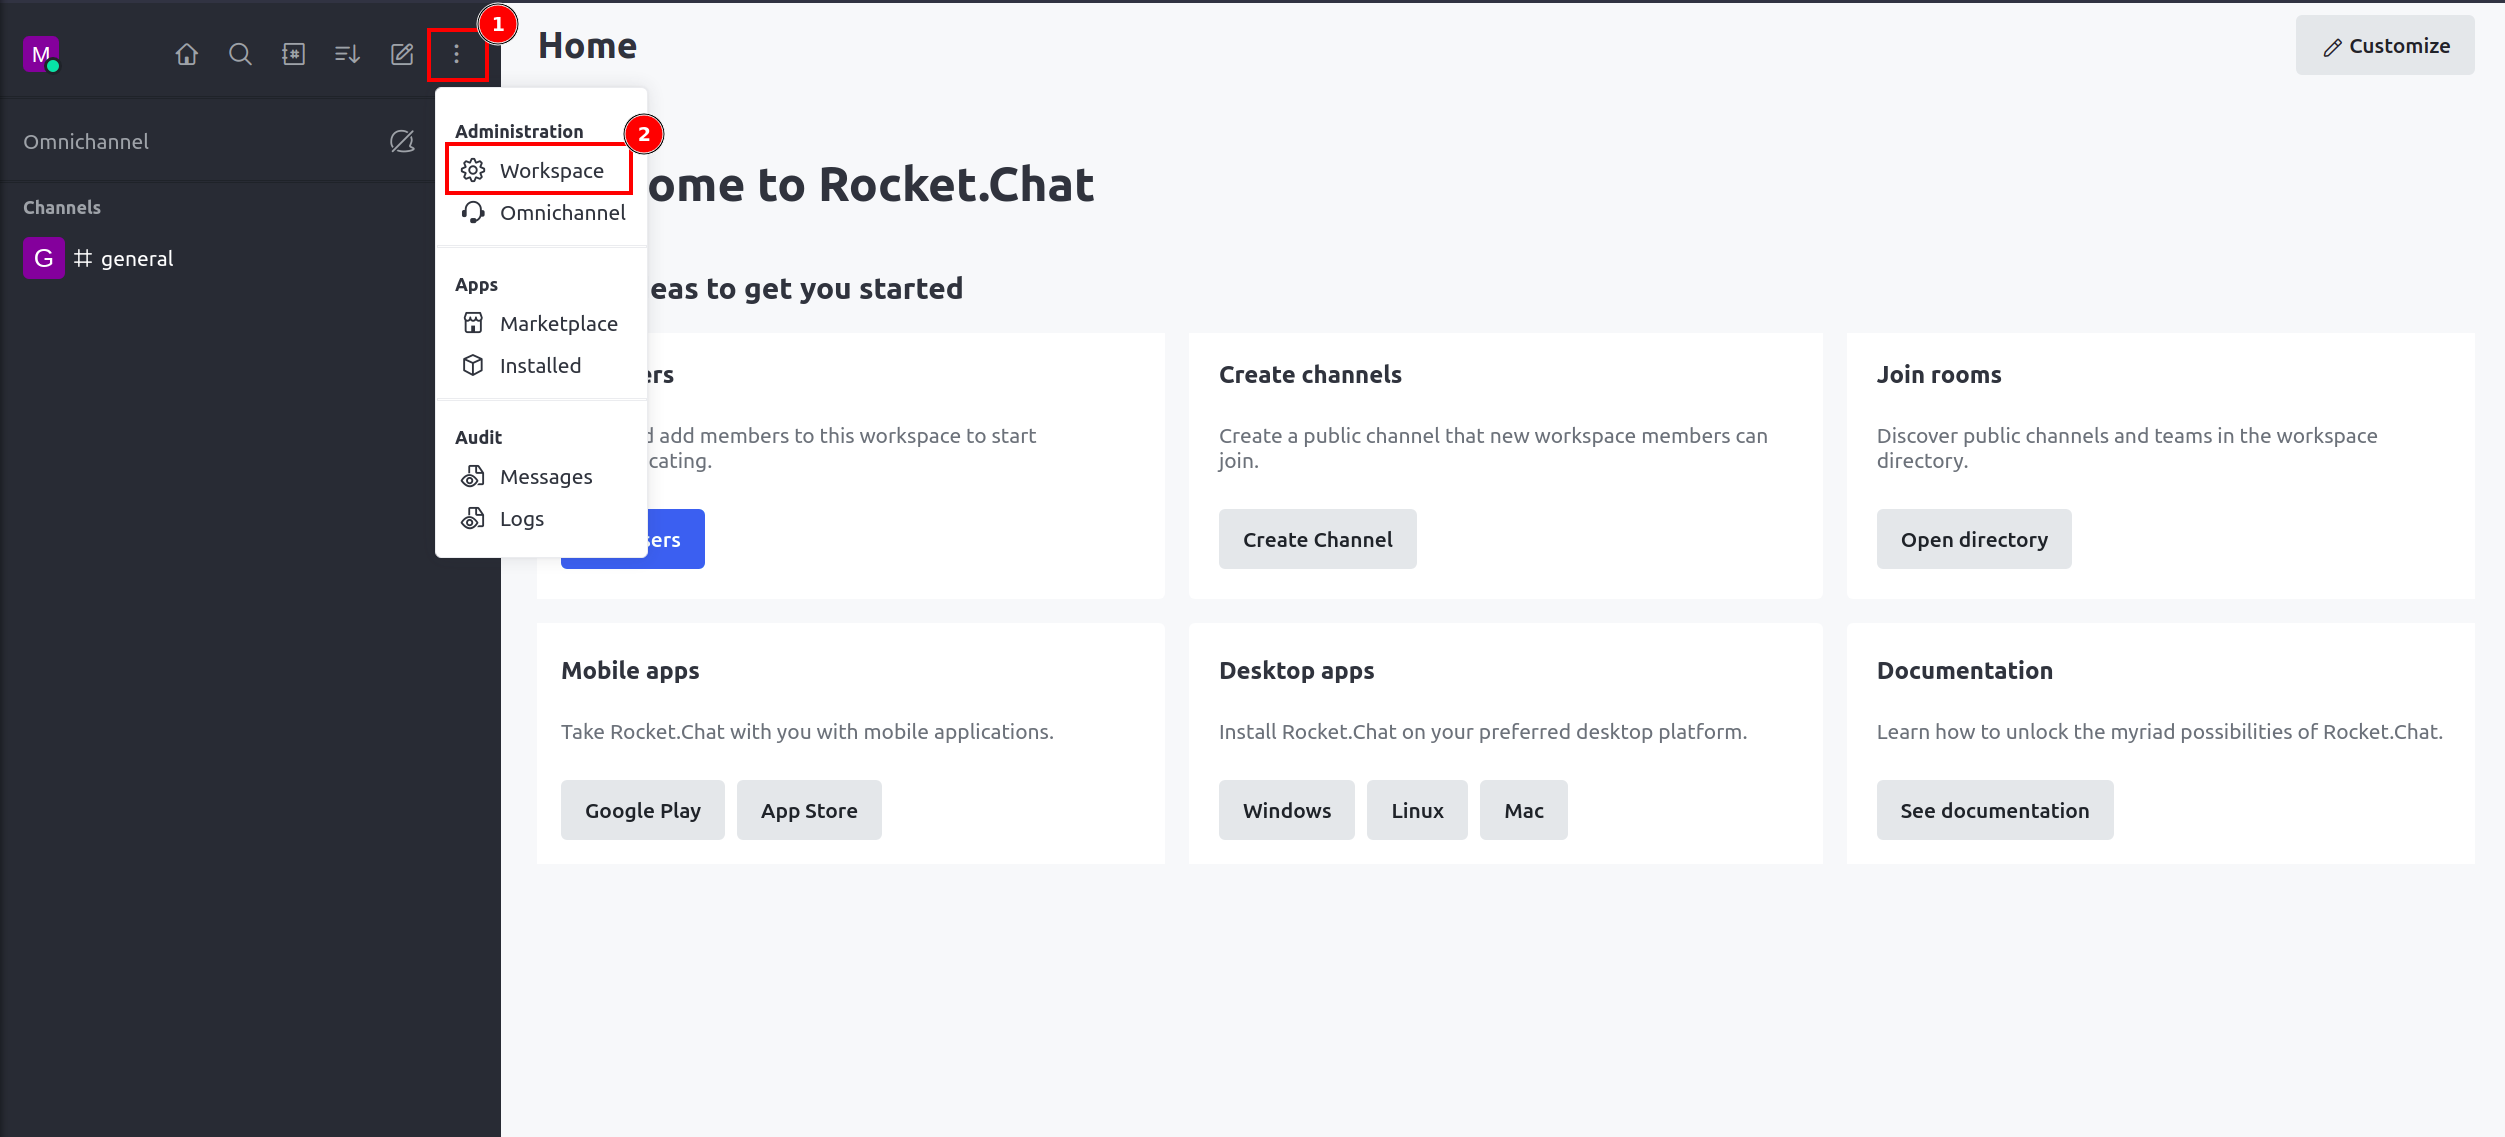 M
1
Home
Customize
Omnichannel
Channels
G general
Administration
2
Workspace
Omnichannel
Apps
Marketplace
Installed
Audit
Messages
Logs
ome to Rocket.Chat
eas to get you started
ers
d add members to this workspace to start
cating.
sers
Create channels
Create a public channel that new workspace members can
join.
Create Channel
Join rooms
Discover public channels and teams in the workspace
directory.
Open directory
Mobile apps
Take Rocket.Chat with you with mobile applications.
Google Play App Store
Desktop apps
Install Rocket.Chat on your preferred desktop platform.
Windows Linux Mac
Documentation
Learn how to unlock the myriad possibilities of Rocket.Chat.
See documentation